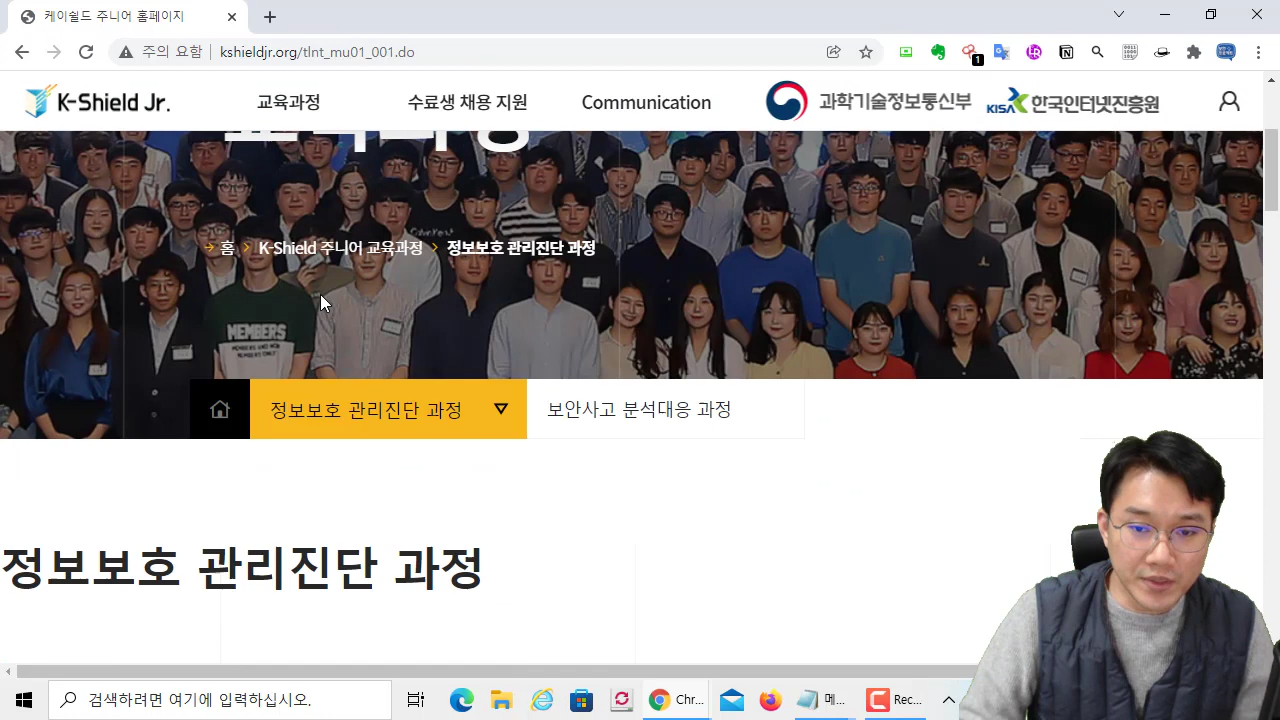 케이쉴드 주니어 홈페이지
주의 요함
kshieldjr.org/tlnt_mu01_001.do
1
K-Shield Jr.
교육과정
수료생 채용 지원
Communication
과학기술정보통신부
KISA 한국인터넷진흥원
홈 > K-Shield 주니어 교육과정 > 정보보호 관리진단 과정
MEMBERS
정보보호 관리진단 과정
보안사고 분석대응 과정
정보보호 관리진단 과정
검색하려면 여기에 입력하십시오.
Chr...
메...
Rec...